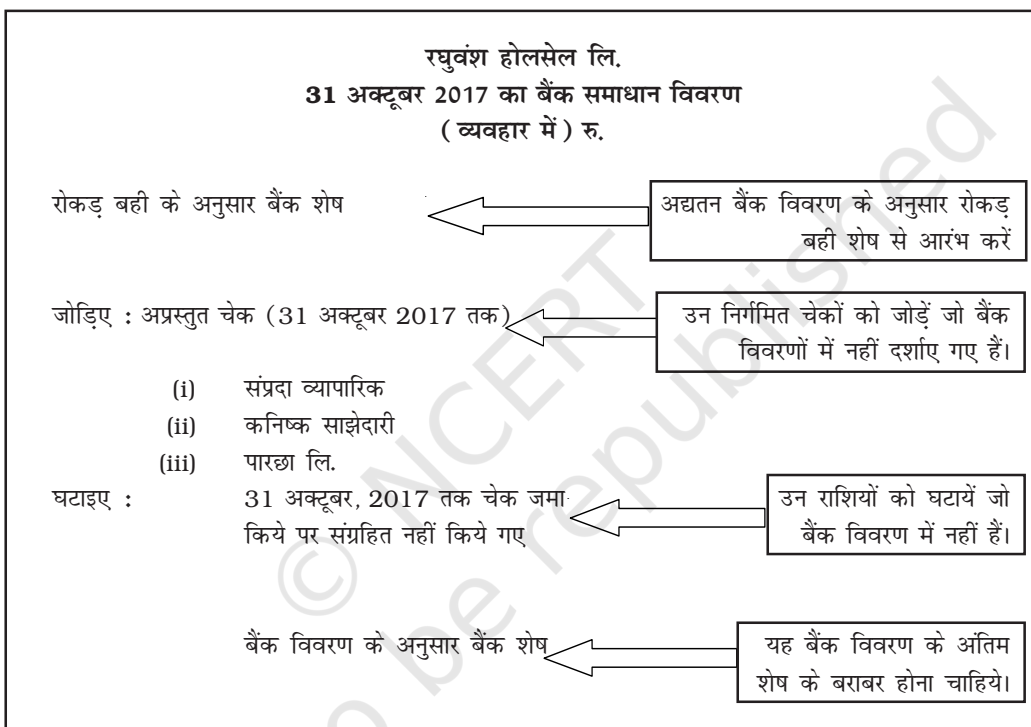 रघुवंश होलसेल लि.
31 अक्टूबर 2017 का बैंक समाधान विवरण
( व्यवहार में ) रु.
रोकड़ बही के अनुसार बैंक शेष
अद्यतन बैंक विवरण के अनुसार रोकड़
बही शेष से आरंभ करें
जोड़िए : अप्रस्तुत चेक (31 अक्टूबर 2017 तक)
उन निर्गमित चेकों को जोड़ें जो बैंक
विवरणों में नहीं दर्शाए गए हैं।
(i) संप्रदा व्यापारिक
(ii) कनिष्क साझेदारी
(iii) पारछा लि.
घटाइए : 31 अक्टूबर, 2017 तक चेक जमा
किये पर संग्रहित नहीं किये गए
उन राशियों को घटायें जो
बैंक विवरण में नहीं हैं।
बैंक विवरण के अनुसार बैंक शेष
यह बैंक विवरण के अंतिम
शेष के बराबर होना चाहिये।
© NCERT
be republished